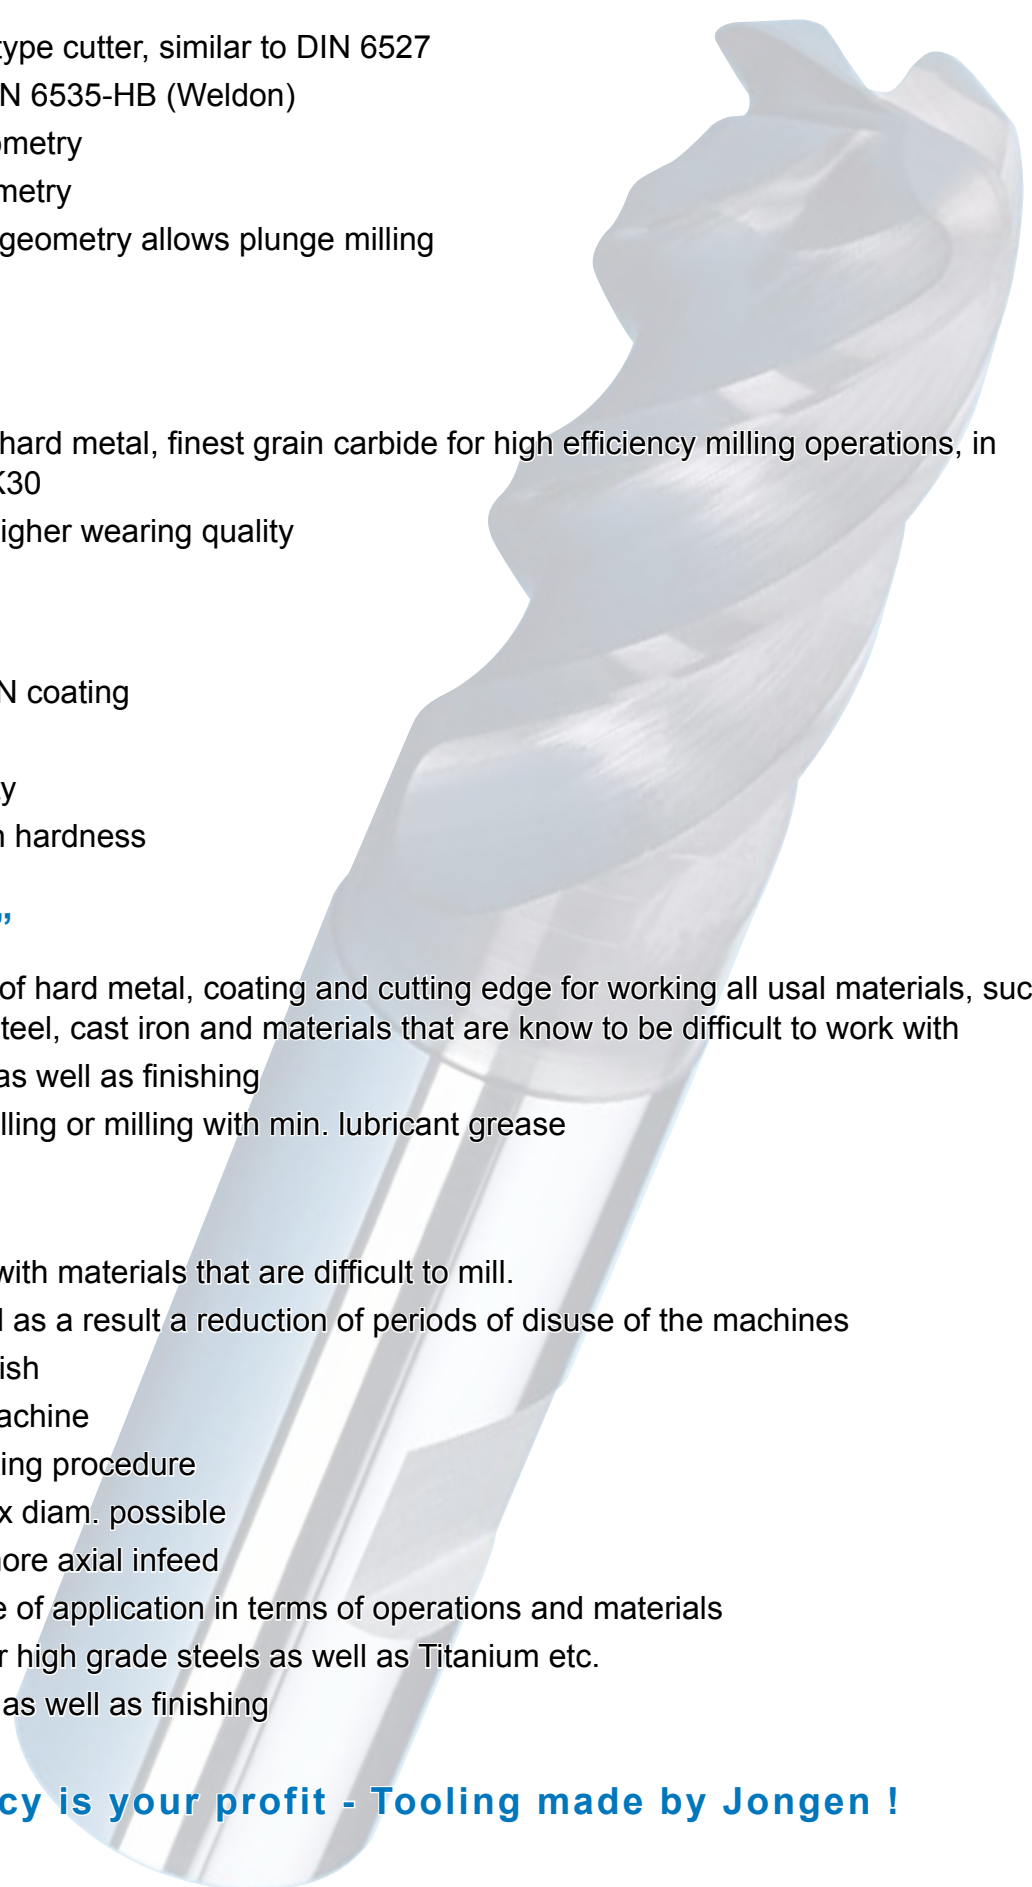 type cutter, similar to DIN 6527
N 6535-HB (Weldon)
ometry
metry
geometry allows plunge milling
hard metal, finest grain carbide for high efficiency milling operations, in
K30
igher wearing quality
N coating
y
n hardness
”
of hard metal, coating and cutting edge for working all usal materials, suc
teel, cast iron and materials that are know to be difficult to work with
as well as finishing
lling or milling with min. lubricant grease
with materials that are difficult to mill.
l as a result a reduction of periods of disuse of the machines
ish
achine
ing procedure
x diam. possible
nore axial infeed
e of application in terms of operations and materials
r high grade steels as well as Titanium etc.
as well as finishing
cy is your profit - Tooling made by Jongen !